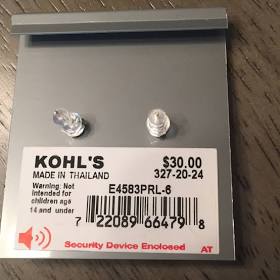 KOHL'S $30.00
MADE IN THAILAND 327-20-24
Warning: Not
intended for
children age
14 and under
E4583PRL-6
7 22089 66479 8
Security Device Enclosed AT